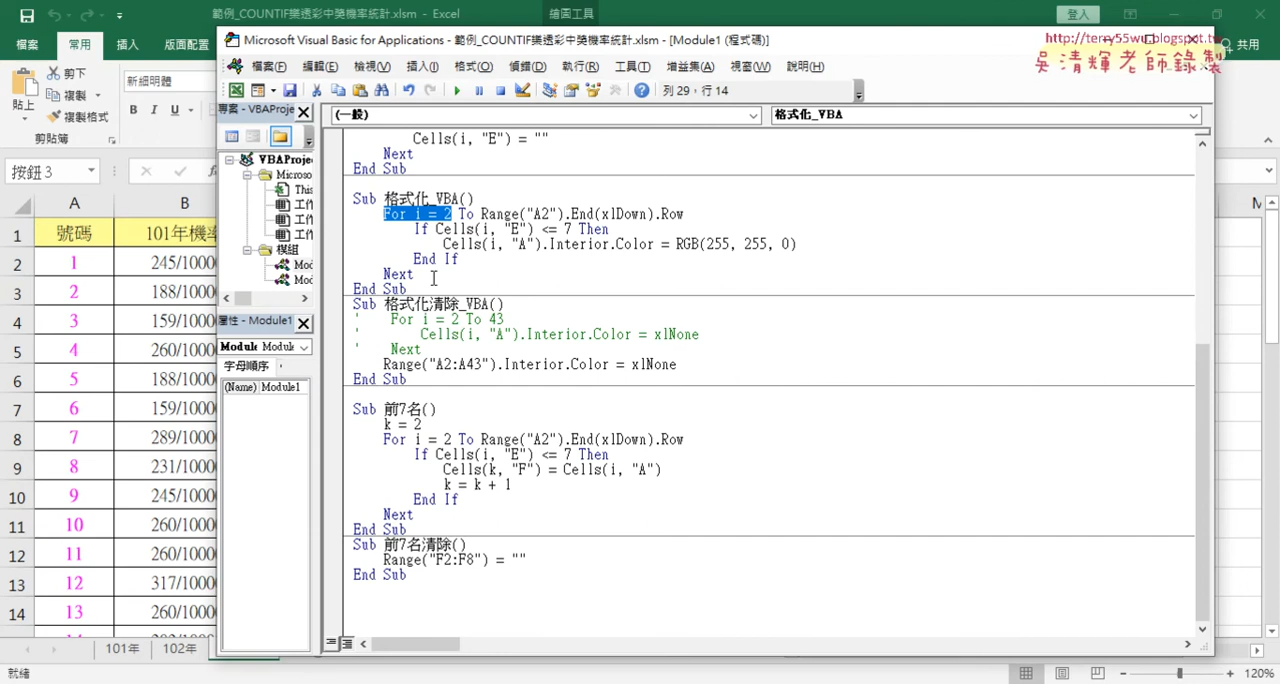 範例_COUNTIF樂透彩中獎機率統計.xlsm - Excel
繪圖工具
登入
檔案
常用
插入
版面配置
共用
http://terry55wu.blogspot.tw
吳清輝老師錄製
貼上
剪下
複製
複製格式
剪貼簿
新細明體
B I U
按鈕 3
Microsoft Visual Basic for Applications - 範例_COUNTIF樂透彩中獎機率統計.xlsm - [Module1 (程式碼)]
檔案(F) 編輯(E) 檢視(V) 插入(I) 格式(O) 偵錯(D) 執行(R) 工具(T) 增益集(A) 視窗(W) 說明(H)
列 29，行 14
專案 - VBAProje
VBAProj
Microso
This
工作
工作
工作
模組
Mod
Mod
屬性 - Module1
Module Modul
字母順序
(Name) Module1
(一般)
格式化_VBA
Cells(i, "E") = ""
Next
End Sub
Sub 格式化_VBA()
For i = 2 To Range("A2").End(xlDown).Row
If Cells(i, "E") <= 7 Then
Cells(i, "A").Interior.Color = RGB(255, 255, 0)
End If
Next
End Sub
Sub 格式化清除_VBA()
' For i = 2 To 43
' Cells(i, "A").Interior.Color = xlNone
' Next
Range("A2:A43").Interior.Color = xlNone
End Sub
Sub 前7名()
k = 2
For i = 2 To Range("A2").End(xlDown).Row
If Cells(i, "E") <= 7 Then
Cells(k, "F") = Cells(i, "A")
k = k + 1
End If
Next
End Sub
Sub 前7名清除()
Range("F2:F8") = ""
End Sub
A B M
1 號碼 101年機率
2 1 245/1000
3 2 188/1000
4 3 159/1000
5 4 260/1000
6 5 188/1000
7 6 159/1000
8 7 289/1000
9 8 231/1000
10 9 245/1000
11 10 260/1000
12 11 260/1000
13 12 317/1000
14 13 260/1000
101年 102年
就緒
120%